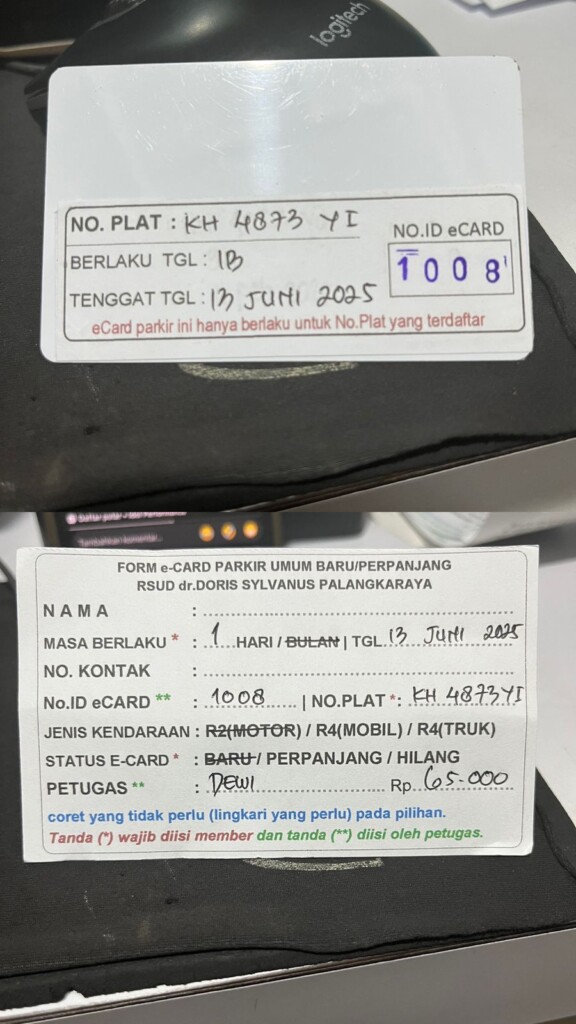 logitech
NO. PLAT : KH 4873 YI
NO.ID eCARD
BERLAKU TGL : 1B
1008
TENGGAT TGL : 13 JUNI 2025
eCard parkir ini hanya berlaku untuk No.Plat yang terdaftar
FORM e-CARD PARKIR UMUM BARU/PERPANJANG
RSUD dr.DORIS SYLVANUS PALANGKARAYA
NAMA :
MASA BERLAKU * : 1 HARI / BULAN | TGL 13 JUNI 2025
NO. KONTAK :
No.ID eCARD ** : 1008 | NO.PLAT * : KH 4873 YI
JENIS KENDARAAN : R2(MOTOR) / R4(MOBIL) / R4(TRUK)
STATUS E-CARD * : BARU / PERPANJANG / HILANG
PETUGAS ** : DEWI Rp. 65.000
coret yang tidak perlu (lingkari yang perlu) pada pilihan.
Tanda (*) wajib diisi member dan tanda (**) diisi oleh petugas.